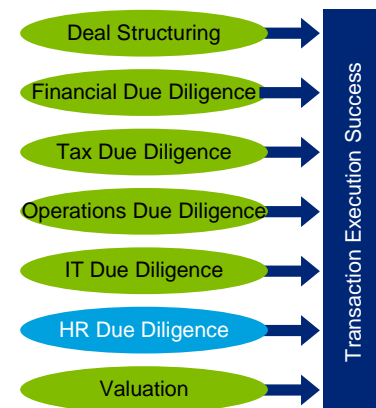 Deal Structuring
Financial Due Diligence
Tax Due Diligence
Operations Due Diligence
IT Due Diligence
HR Due Diligence
Valuation
Transaction Execution Success